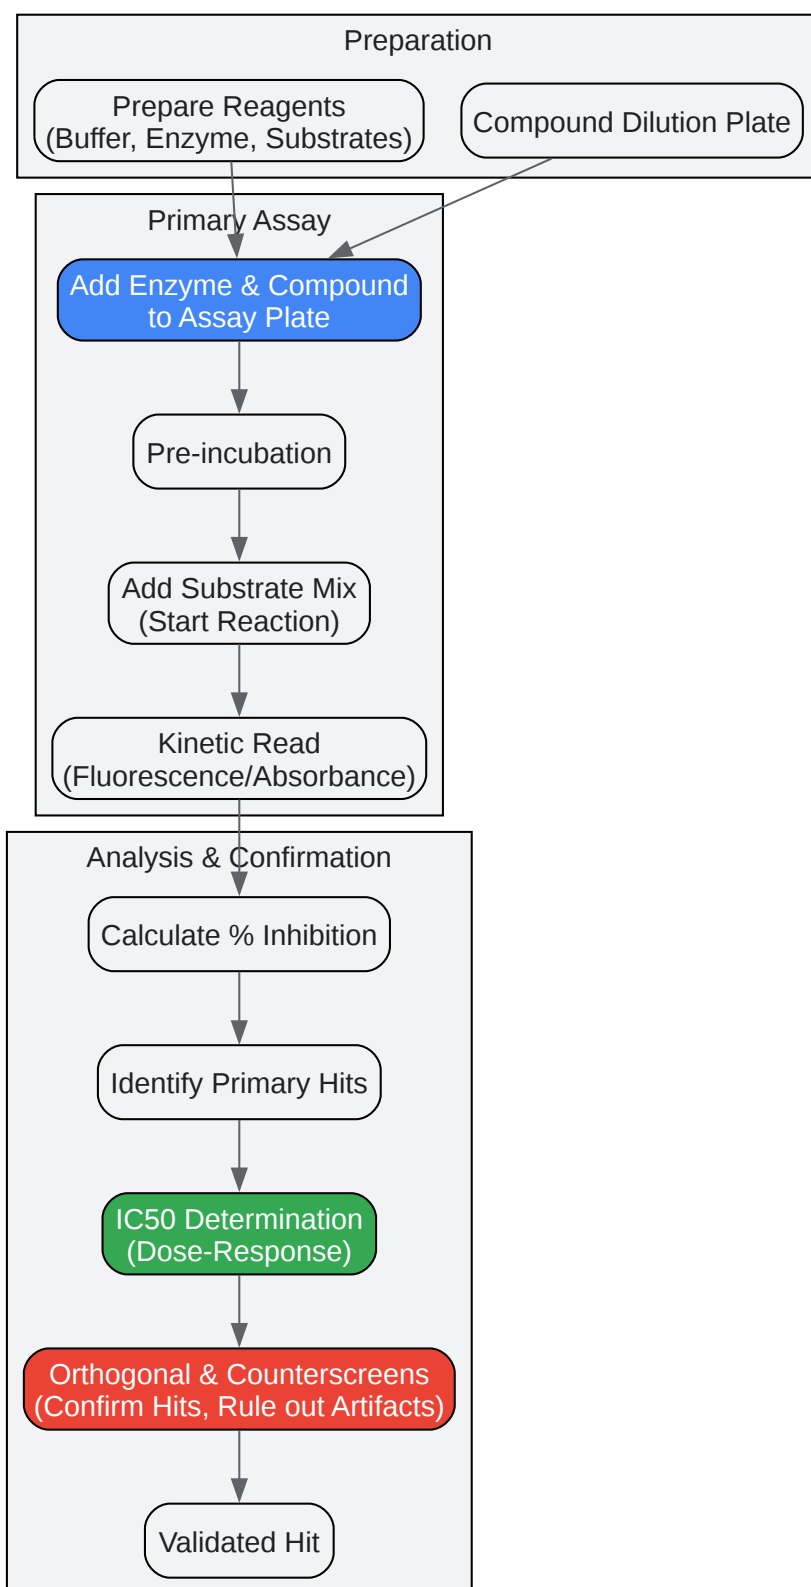 Preparation
Prepare Reagents
(Buffer, Enzyme, Substrates)
Compound Dilution Plate
Primary Assay
Add Enzyme & Compound
to Assay Plate
Pre-incubation
Add Substrate Mix
(Start Reaction)
Kinetic Read
(Fluorescence/Absorbance)
Analysis & Confirmation
Calculate % Inhibition
Identify Primary Hits
IC50 Determination
(Dose-Response)
Orthogonal & Counterscreens
(Confirm Hits, Rule out Artifacts)
Validated Hit